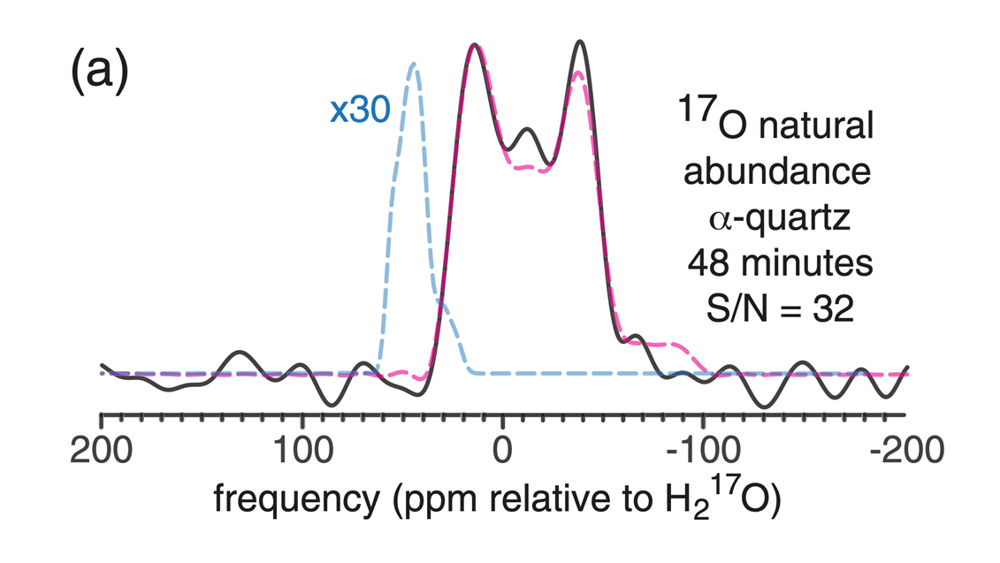 (a)
x30
¹⁷O natural
abundance
α-quartz
48 minutes
S/N = 32
200 100 0 -100 -200
frequency (ppm relative to H₂¹⁷O)